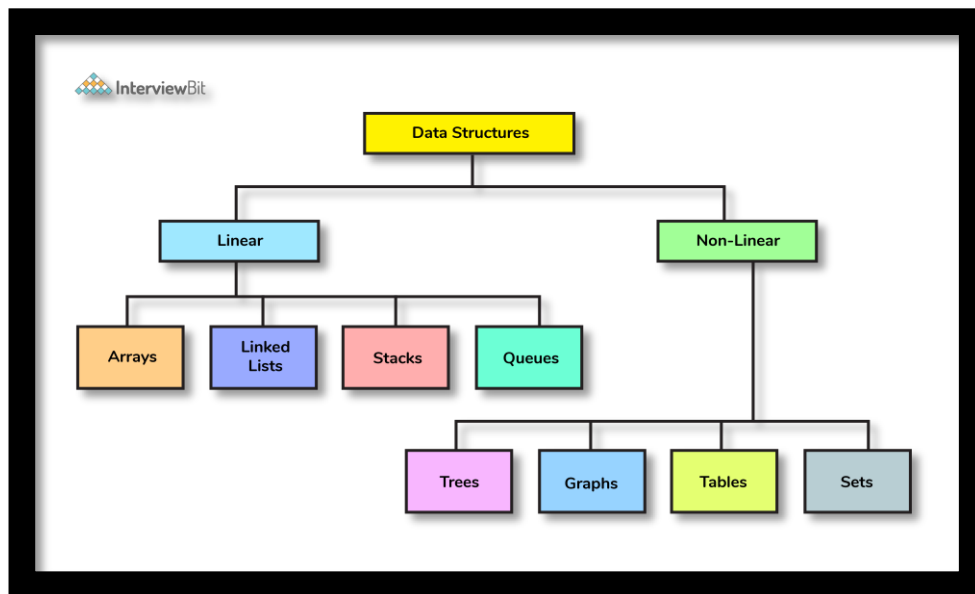 InterviewBit
Data Structures
Linear
Non-Linear
Arrays
Linked
Lists
Stacks
Queues
Trees
Graphs
Tables
Sets